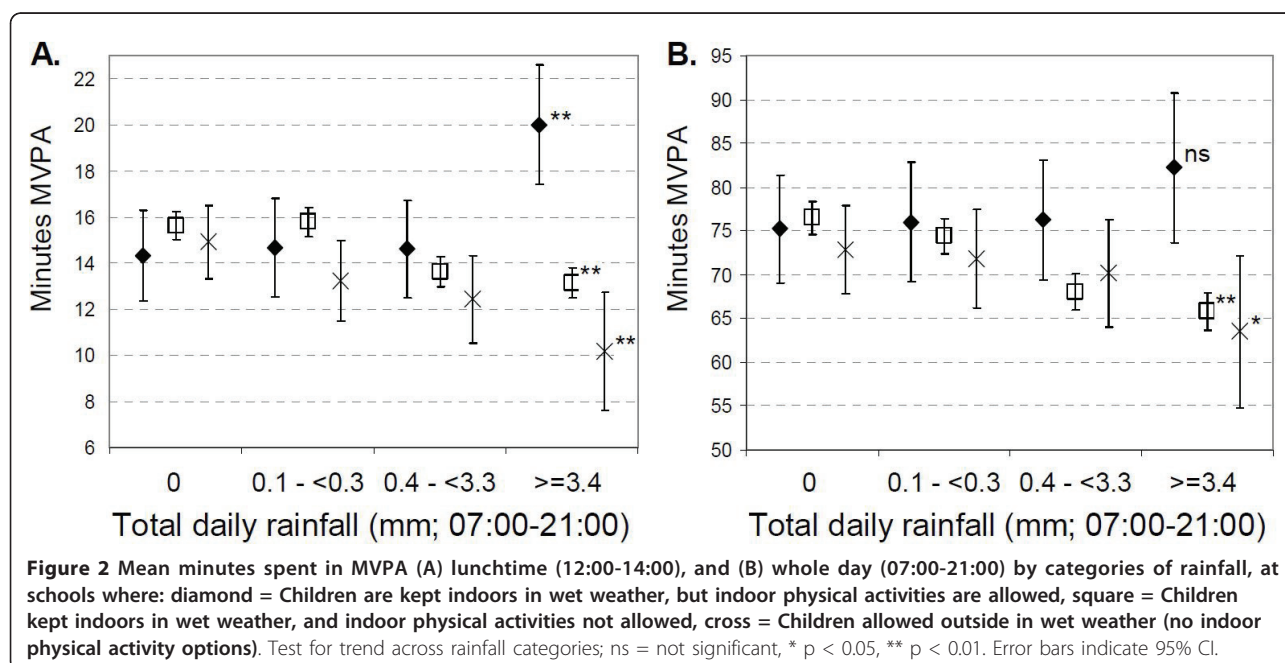 A.
22
20
18
16
14
12
10
8
6
Minutes MVPA
**
**
**
0 0.1 - <0.3 0.4 - <3.3 >=3.4
Total daily rainfall (mm; 07:00-21:00)
B.
95
90
85
80
75
70
65
60
55
50
Minutes MVPA
ns
**
*
0 0.1 - <0.3 0.4 - <3.3 >=3.4
Total daily rainfall (mm; 07:00-21:00)
Figure 2 Mean minutes spent in MVPA (A) lunchtime (12:00-14:00), and (B) whole day (07:00-21:00) by categories of rainfall, at
schools where: diamond = Children are kept indoors in wet weather, but indoor physical activities are allowed, square = Children
kept indoors in wet weather, and indoor physical activities not allowed, cross = Children allowed outside in wet weather (no indoor
physical activity options). Test for trend across rainfall categories; ns = not significant, * p < 0.05, ** p < 0.01. Error bars indicate 95% CI.